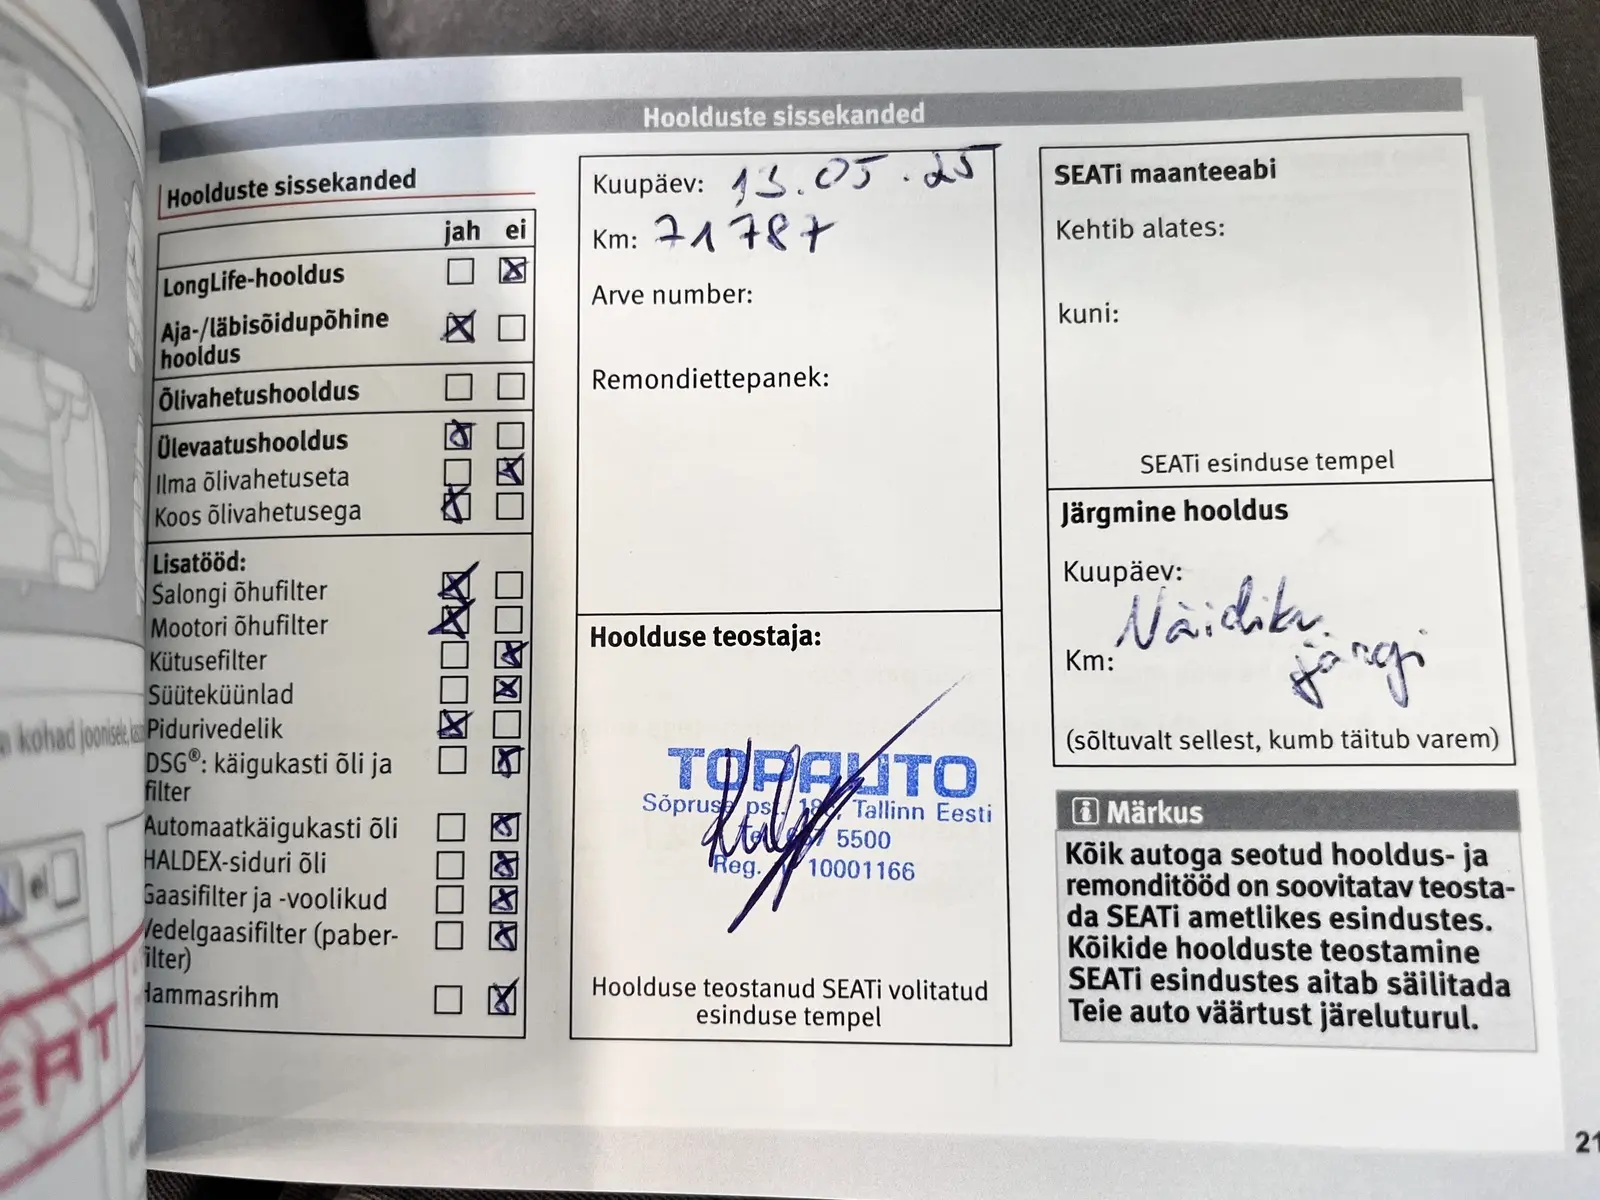 Hoolduste sissekanded
Hoolduste sissekanded
jah ei
LongLife-hooldus
Aja-/läbisõidupõhine
hooldus
Õlivahetushooldus
Ülevaatushooldus
Ilma õlivahetuseta
Koos õlivahetusega
Lisatööd:
Salongi õhufilter
Mootori õhufilter
Kütusefilter
Süüteküünlad
Pidurivedelik
DSG®: käigukasti õli ja
filter
Automaatkäigukasti õli
HALDEX-siduri õli
Gaasifilter ja -voolikud
Vedelgaasifilter (paber-
filter)
Hammasrihm
Kuupäev: 13.05.25
Km: 71787
Arve number:
Remondiettepanek:
Hoolduse teostaja:
TOPAUTO
Sõpruse pst. Tallinn Eesti
5500
Reg. 10001166
Hoolduse teostanud SEATi volitatud
esinduse tempel
SEATi maanteeabi
Kehtib alates:
kuni:
SEATi esinduse tempel
Järgmine hooldus
Kuupäev:
Näidiku
Km: järgi
(sõltuvalt sellest, kumb täitub varem)
i Märkus
Kõik autoga seotud hooldus- ja
remonditööd on soovitatav teosta-
da SEATi ametlikes esindustes.
Kõikide hoolduste teostamine
SEATi esindustes aitab säilitada
Teie auto väärtust järeluturul.
21
kohad joonisele,
ei